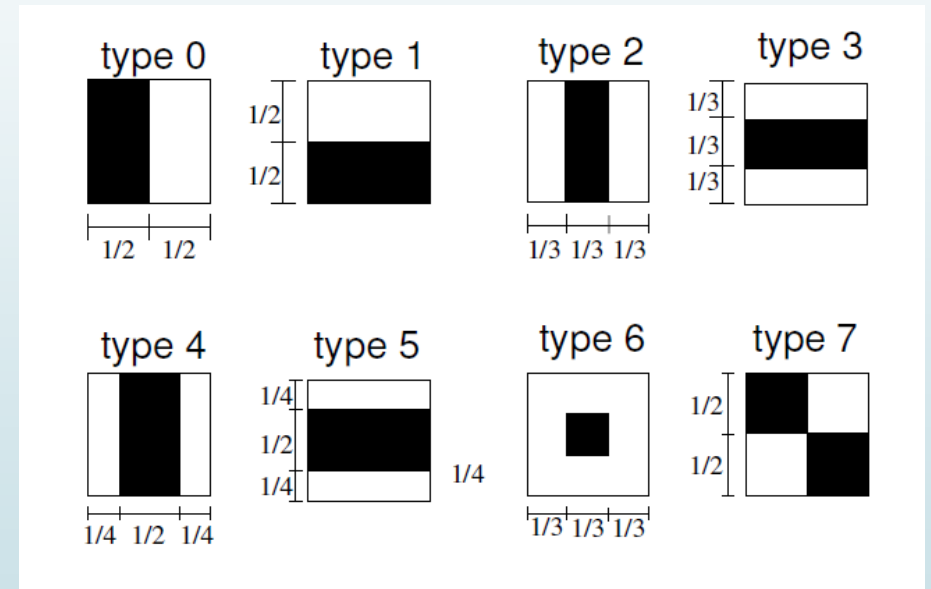 type 0
type 1
type 2
type 3
1/2
1/2
1/3
1/3
1/3
1/2 1/2
1/3 1/3 1/3
type 4
type 5
type 6
type 7
1/4
1/2
1/4
1/4
1/2
1/2
1/4 1/2 1/4
1/3 1/3 1/3